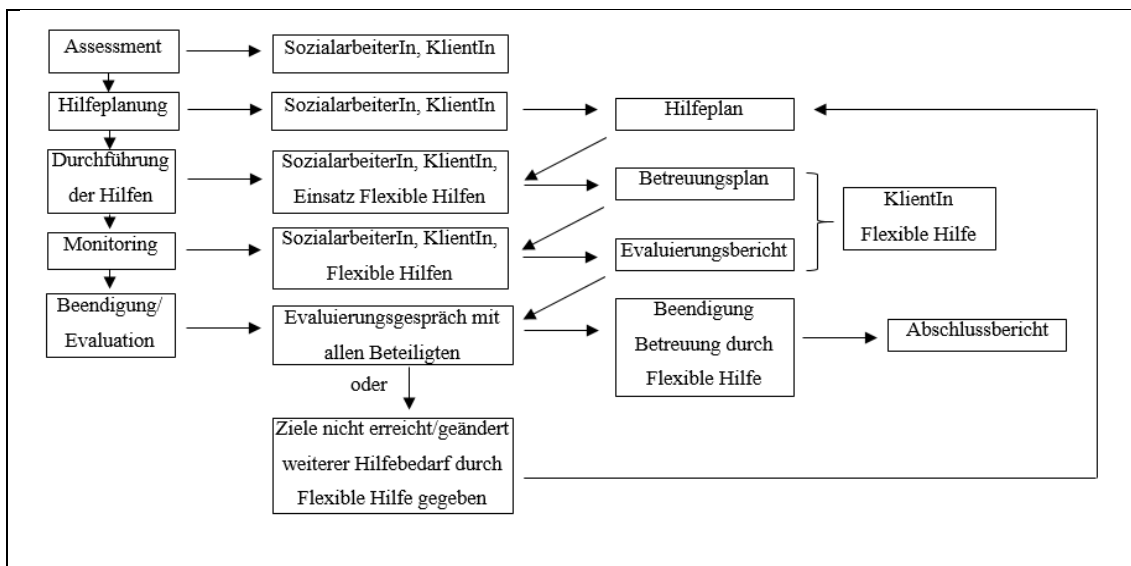 Assessment
SozialarbeiterIn, KlientIn
Hilfeplanung
SozialarbeiterIn, KlientIn
Hilfeplan
Durchführung
der Hilfen
SozialarbeiterIn, KlientIn,
Einsatz Flexible Hilfen
Betreuungsplan
KlientIn
Flexible Hilfe
Monitoring
SozialarbeiterIn, KlientIn,
Flexible Hilfen
Evaluierungsbericht
Beendigung/
Evaluation
Evaluierungsgespräch mit
allen Beteiligten
Beendigung
Betreuung durch
Flexible Hilfe
Abschlussbericht
oder
Ziele nicht erreicht/geändert
weiterer Hilfebedarf durch
Flexible Hilfe gegeben